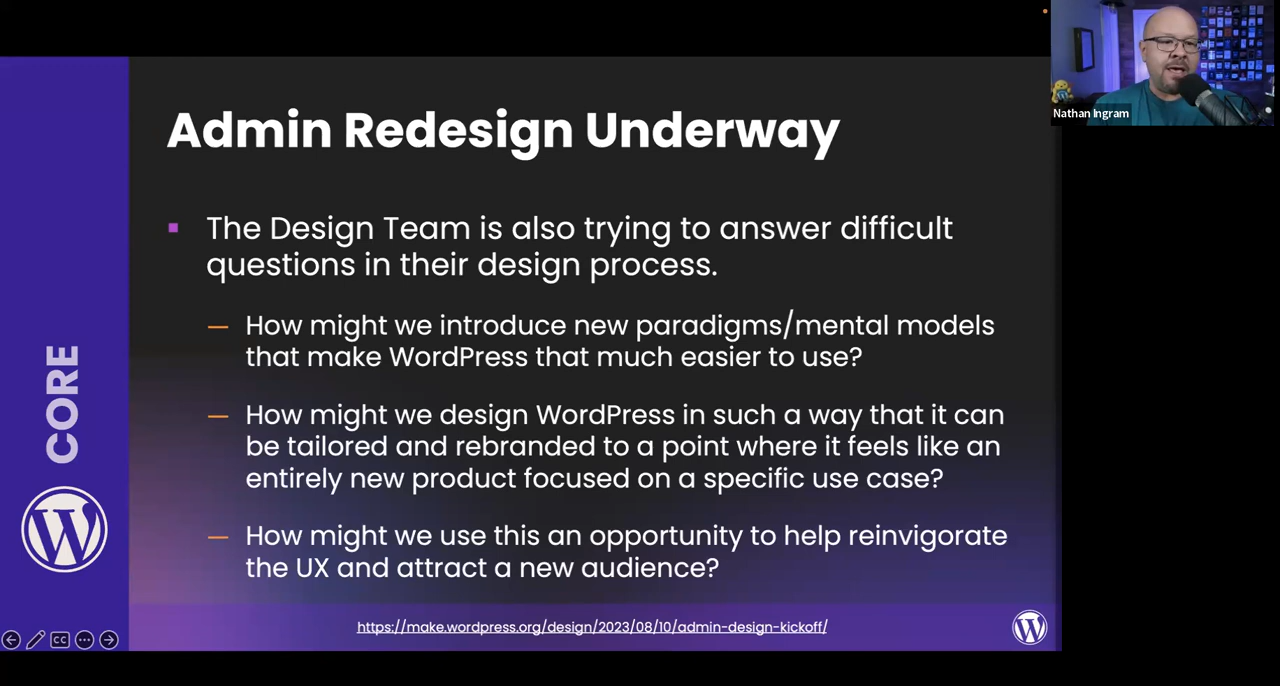 Nathan Ingram
Admin Redesign Underway
The Design Team is also trying to answer difficult
questions in their design process.
How might we introduce new paradigms/mental models
that make WordPress that much easier to use?
How might we design WordPress in such a way that it can
be tailored and rebranded to a point where it feels like an
entirely new product focused on a specific use case?
How might we use this an opportunity to help reinvigorate
the UX and attract a new audience?
CORE
https://make.wordpress.org/design/2023/08/10/admin-design-kickoff/
CC